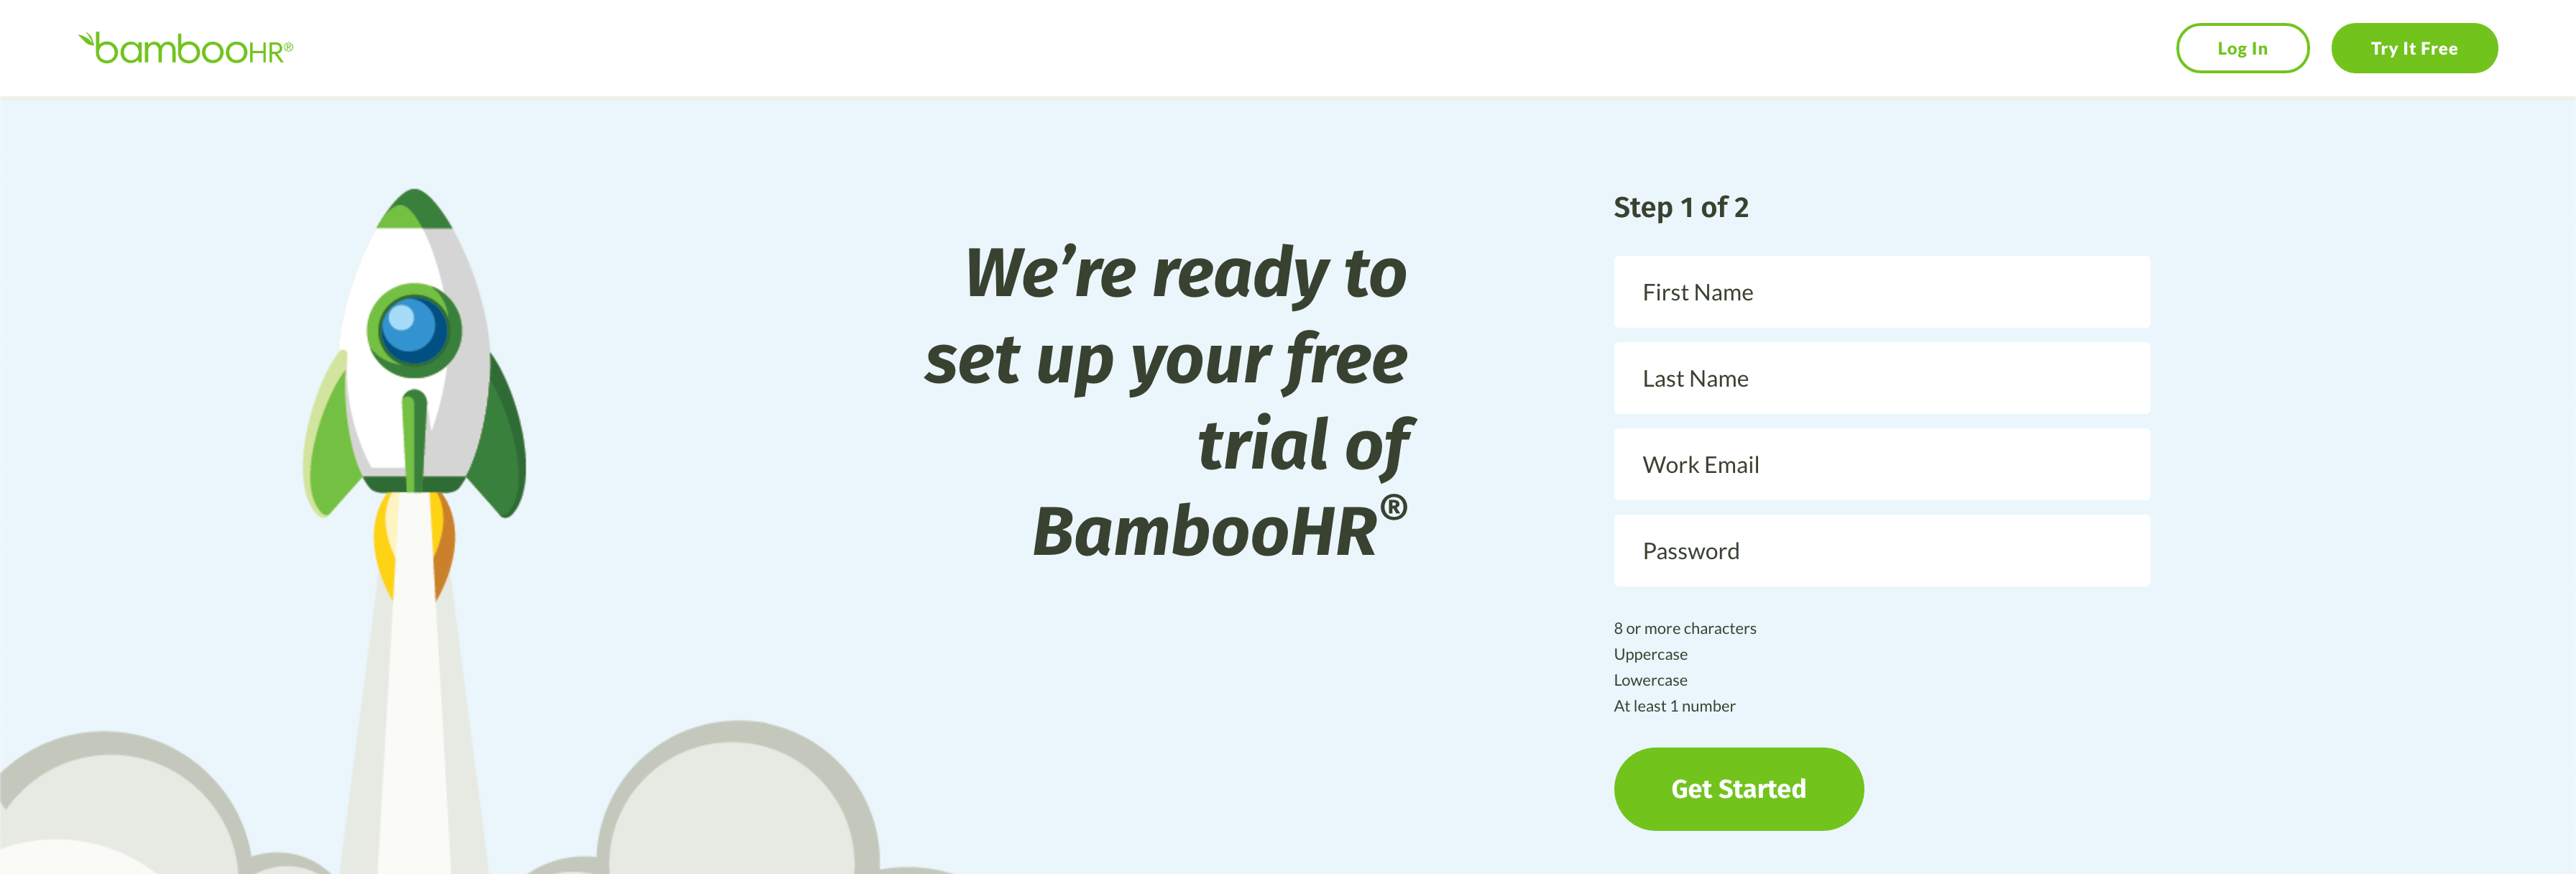 bambooHR®
Log In
Try It Free
We’re ready to
set up your free
trial of
BambooHR®
Step 1 of 2
First Name
Last Name
Work Email
Password
8 or more characters
Uppercase
Lowercase
At least 1 number
Get Started